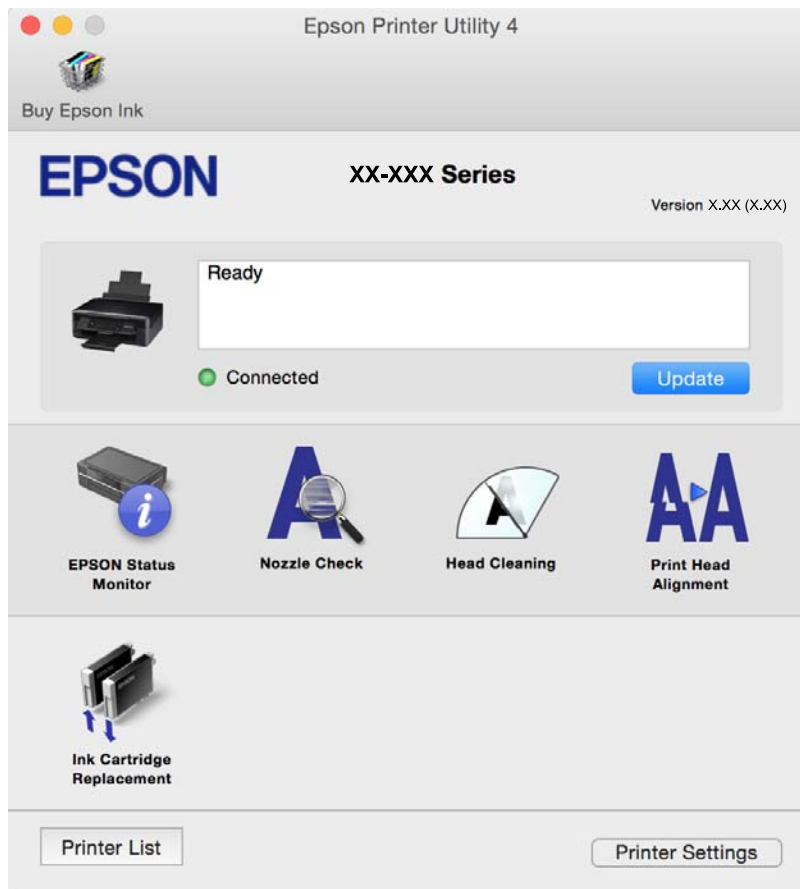 Epson Printer Utility 4
Buy Epson Ink
EPSON
XX-XXX Series
Version X.XX (X.XX)
Ready
Connected
Update
EPSON Status
Monitor
Nozzle Check
Head Cleaning
Print Head
Alignment
Ink Cartridge
Replacement
Printer List
Printer Settings